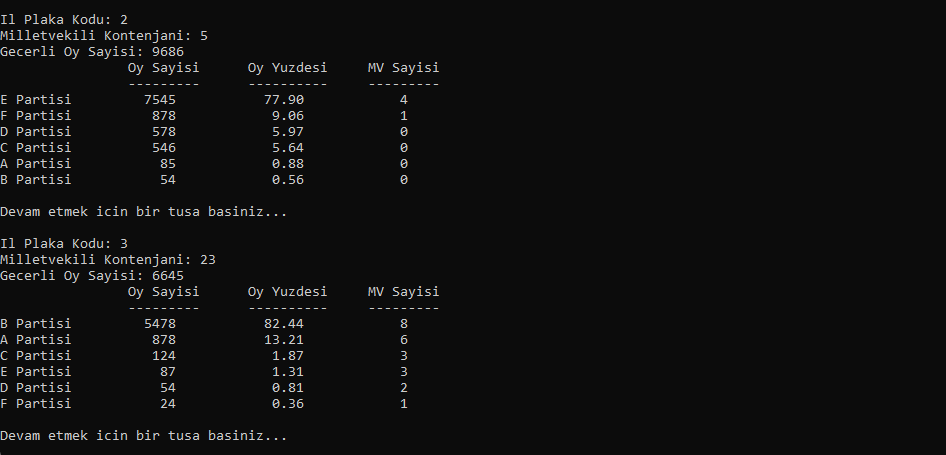 Il Plaka Kodu: 2
Milletvekili Kontenjani: 5
Gecerli Oy Sayisi: 9686
Oy Sayisi Oy Yuzdesi MV Sayisi
--------- ---------- ---------
E Partisi 7545 77.90 4
F Partisi 878 9.06 1
D Partisi 578 5.97 0
C Partisi 546 5.64 0
A Partisi 85 0.88 0
B Partisi 54 0.56 0
Devam etmek icin bir tusa basiniz...
Il Plaka Kodu: 3
Milletvekili Kontenjani: 23
Gecerli Oy Sayisi: 6645
Oy Sayisi Oy Yuzdesi MV Sayisi
--------- ---------- ---------
B Partisi 5478 82.44 8
A Partisi 878 13.21 6
C Partisi 124 1.87 3
E Partisi 87 1.31 3
D Partisi 54 0.81 2
F Partisi 24 0.36 1
Devam etmek icin bir tusa basiniz...